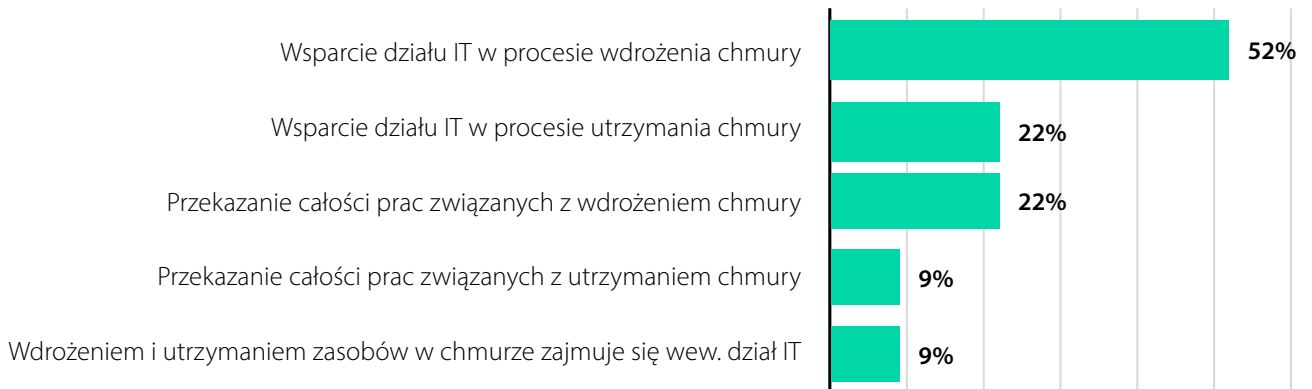 Wsparcie działu IT w procesie wdrożenia chmury 52%
Wsparcie działu IT w procesie utrzymania chmury 22%
Przekazanie całości prac związanych z wdrożeniem chmury 22%
Przekazanie całości prac związanych z utrzymaniem chmury 9%
Wdrożeniem i utrzymaniem zasobów w chmurze zajmuje się wew. dział IT 9%